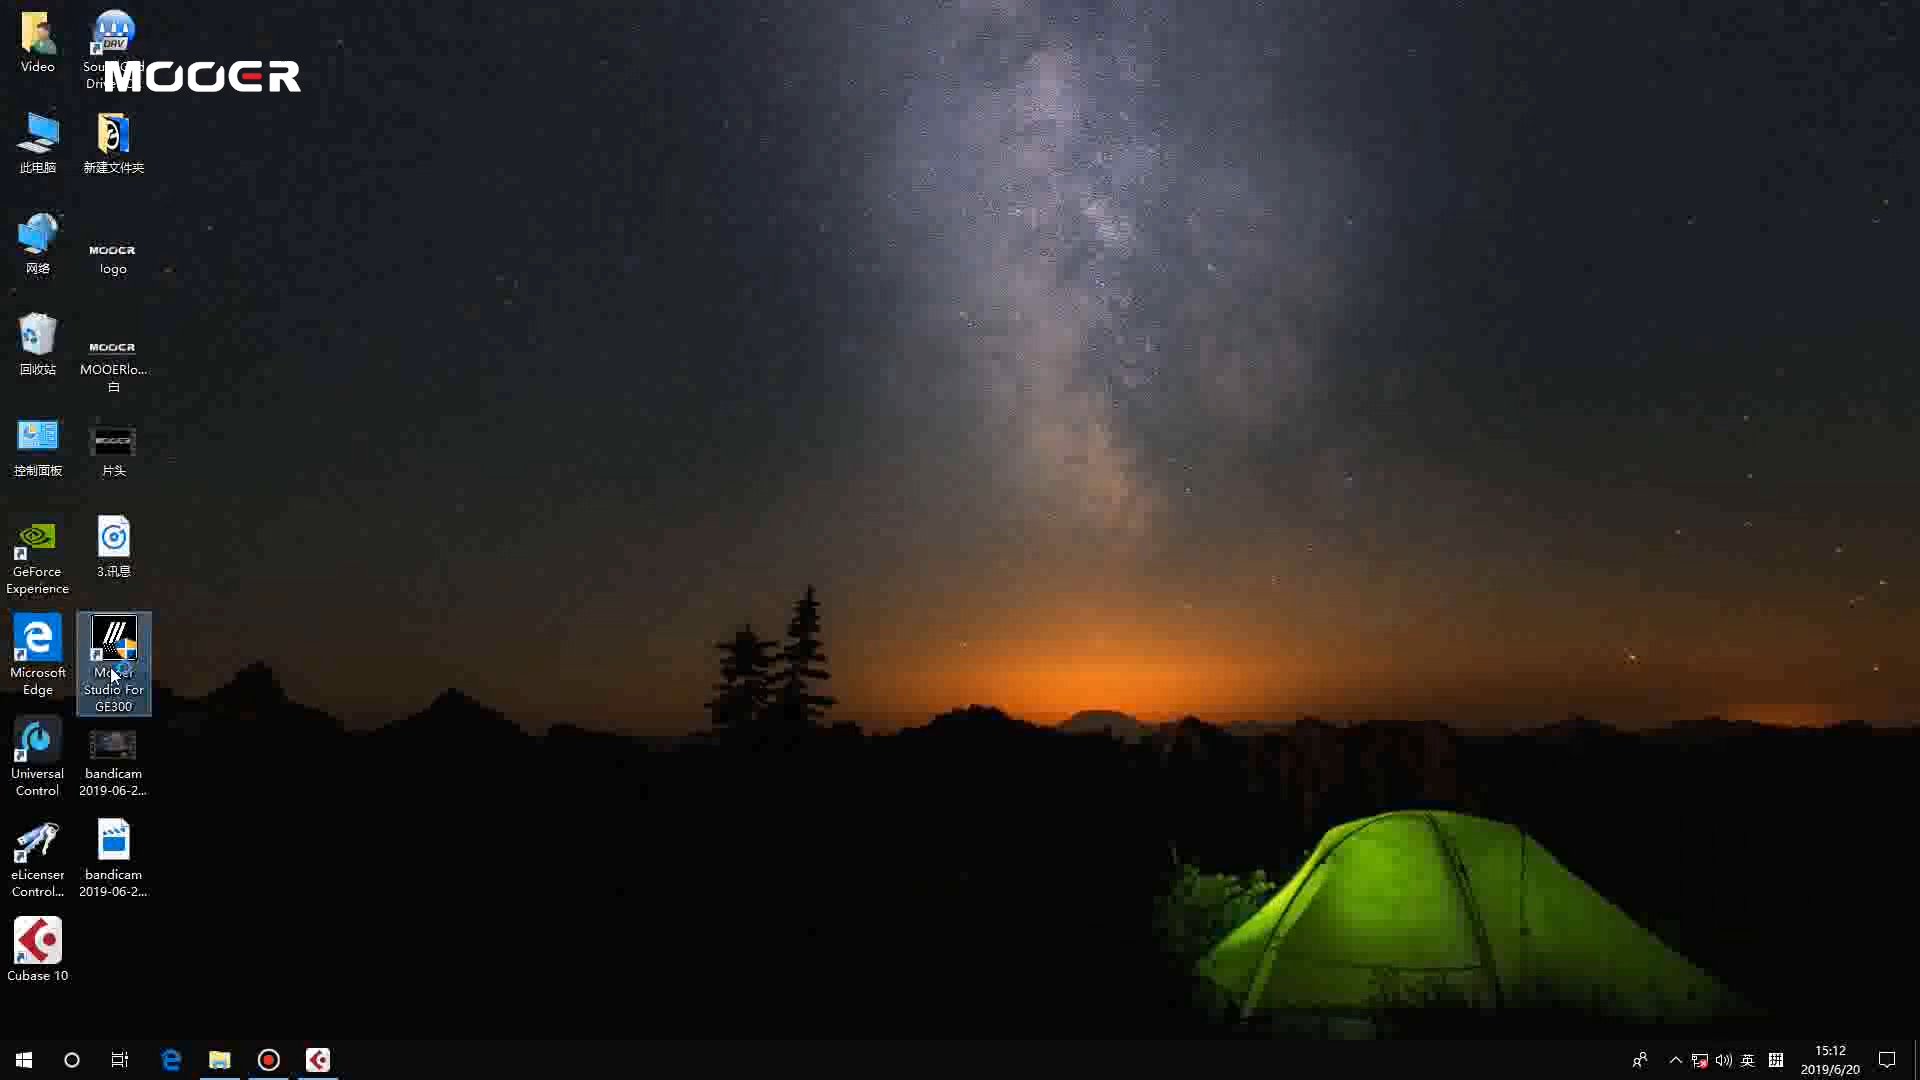 Video
MOOER
此电脑
新建文件夹
网络
MOOER
logo
回收站
MOOER
MOOERlo...
白
控制面板
片头
GeForce
Experience
3.讯息
Microsoft
Edge
Studio For
GE300
Universal
Control
bandicam
2019-06-2...
eLicenser
Control...
bandicam
2019-06-2...
Cubase 10
英
拼
15:12
2019/6/20